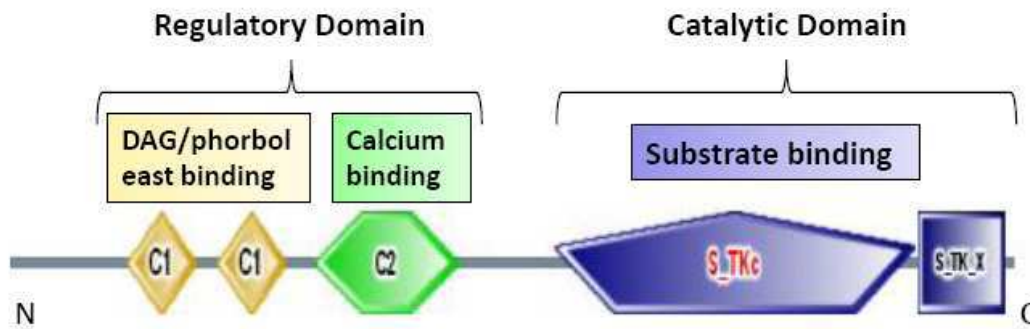 Regulatory Domain
Catalytic Domain
DAG/phorbol
east binding
Calcium
binding
Substrate binding
C1
C1
C2
S_TKc
S_TK_X
N
C